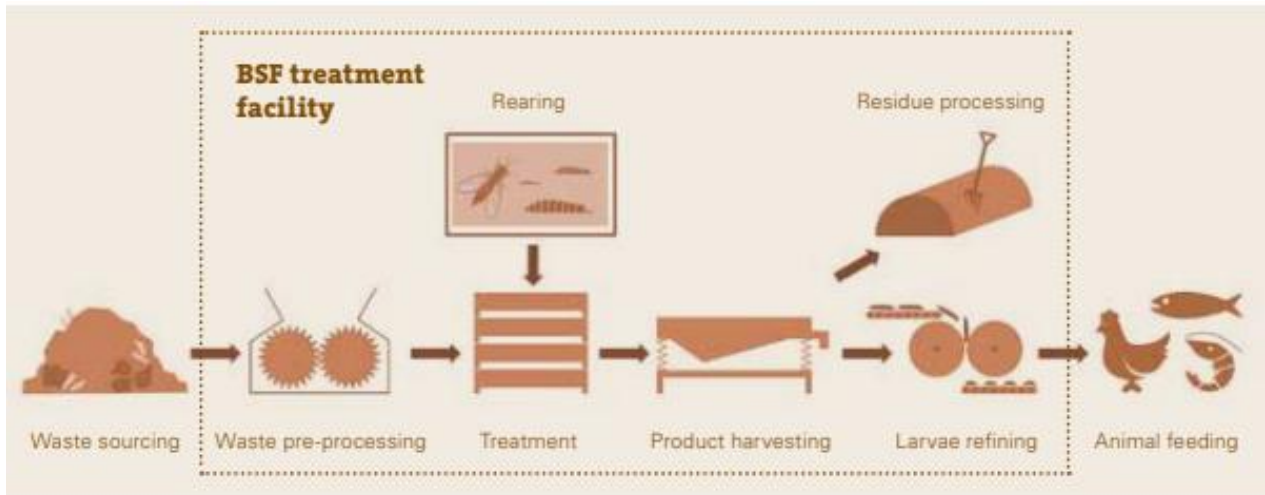 BSF treatment
facility
Rearing
Residue processing
Waste sourcing
Waste pre-processing
Treatment
Product harvesting
Larvae refining
Animal feeding